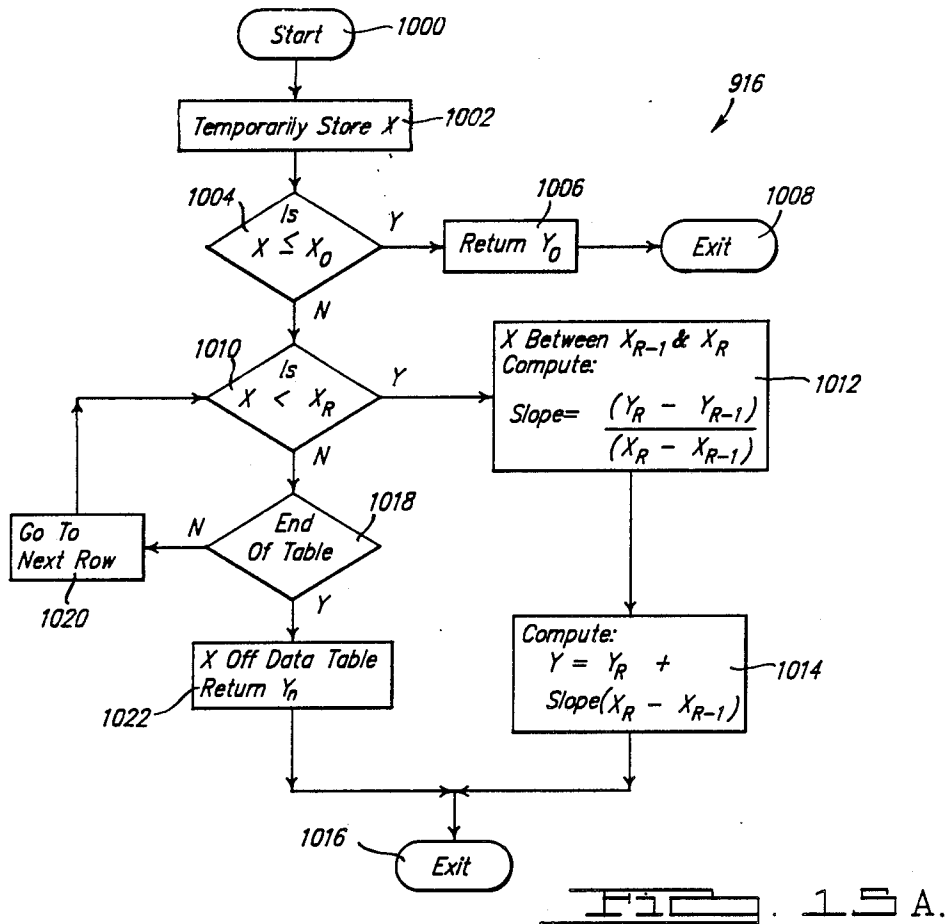 Start
1000
916
Temporarily Store X
1002
1004
Is
X ≤ X0
Y
N
1006
Return Y0
1008
Exit
1010
Is
X < XR
Y
N
X Between XR-1 & XR
Compute:
Slope= (YR - YR-1)
(XR - XR-1)
1012
End
Of Table
1018
N
Y
Go To
Next Row
1020
X Off Data Table
Return Yn
1022
Compute:
Y = YR +
Slope(XR - XR-1)
1014
1016
Exit
FIG. 15 A.